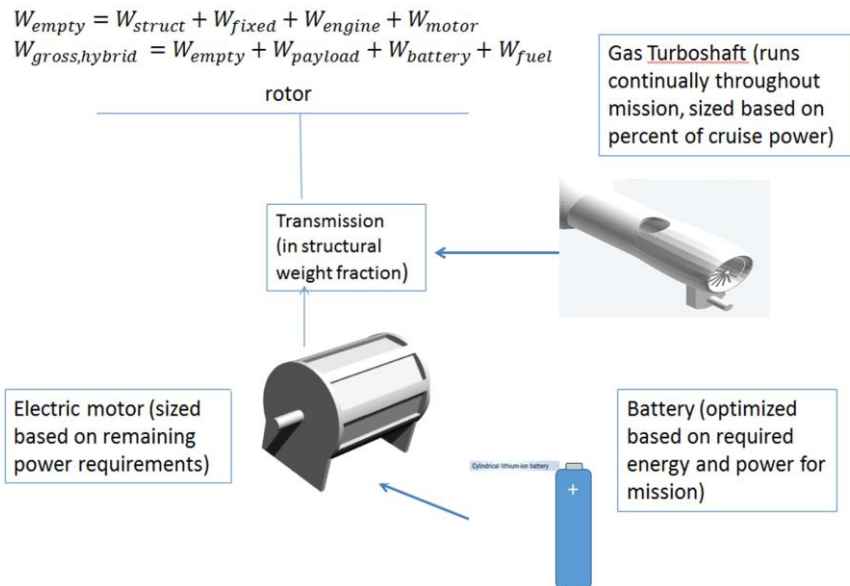 W_empty = W_struct + W_fixed + W_engine + W_motor
W_gross,hybrid = W_empty + W_payload + W_battery + W_fuel
rotor
Gas Turboshaft (runs
continually throughout
mission, sized based on
percent of cruise power)
Transmission
(in structural
weight fraction)
Electric motor (sized
based on remaining
power requirements)
Cylindrical lithium-ion battery
+
Battery (optimized
based on required
energy and power for
mission)